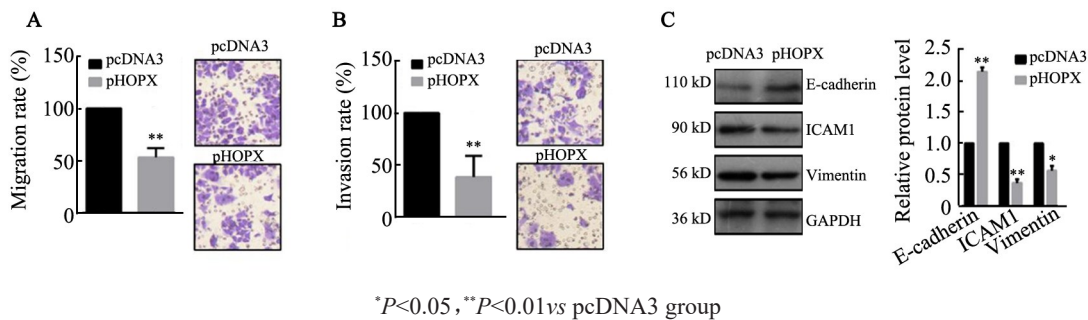 A
Migration rate (%)
150
100
50
0
pcDNA3
pHOPX
**
pcDNA3
pHOPX
B
Invasion rate (%)
150
100
50
0
pcDNA3
pHOPX
**
pcDNA3
pHOPX
C
pcDNA3 pHOPX
110 kD E-cadherin
90 kD ICAM1
56 kD Vimentin
36 kD GAPDH
Relative protein level
2.5
2.0
1.5
1.0
0.5
0
pcDNA3
pHOPX
**
**
*
E-cadherin
ICAM1
Vimentin
*P<0.05，**P<0.01vs pcDNA3 group